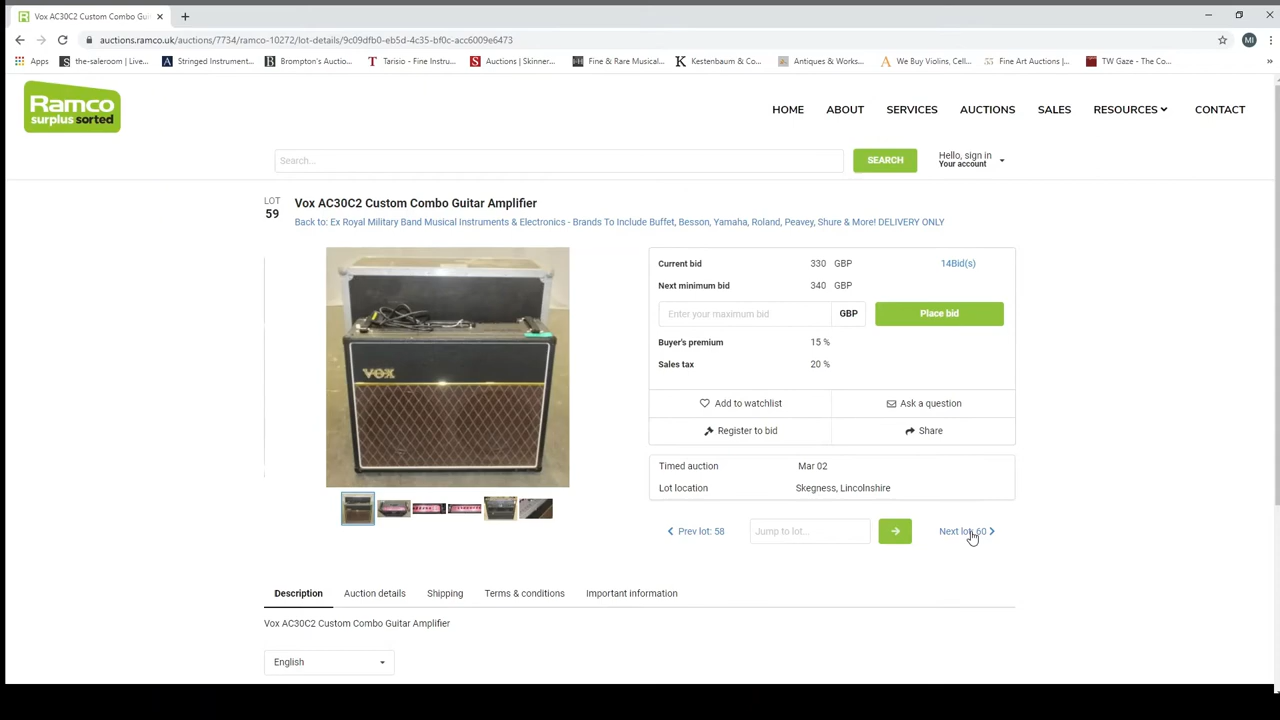 Vox AC30C2 Custom Combo Gui
auctions.ramco.uk/auctions/7734/ramco-10272/lot-details/9c09dfb0-eb5d-4c35-bf0c-acc6009e6473
MI
Apps
the-saleroom | Live...
Stringed Instrument...
Brompton's Auctio...
Tarisio - Fine Instru...
Auctions | Skinner...
Fine & Rare Musical...
Kestenbaum & Co...
Antiques & Works...
We Buy Violins, Cell...
Fine Art Auctions |...
TW Gaze - The Co...
Ramco
surplus sorted
HOME
ABOUT
SERVICES
AUCTIONS
SALES
RESOURCES
CONTACT
Search...
SEARCH
Hello, sign in
Your account
LOT
59
Vox AC30C2 Custom Combo Guitar Amplifier
Back to: Ex Royal Military Band Musical Instruments & Electronics - Brands To Include Buffet, Besson, Yamaha, Roland, Peavey, Shure & More! DELIVERY ONLY
VOX
Current bid 330 GBP 14Bid(s)
Next minimum bid 340 GBP
Enter your maximum bid GBP Place bid
Buyer's premium 15 %
Sales tax 20 %
Add to watchlist Ask a question
Register to bid Share
Timed auction Mar 02
Lot location Skegness, Lincolnshire
Prev lot: 58 Jump to lot... Next lot: 60
Description Auction details Shipping Terms & conditions Important information
Vox AC30C2 Custom Combo Guitar Amplifier
English